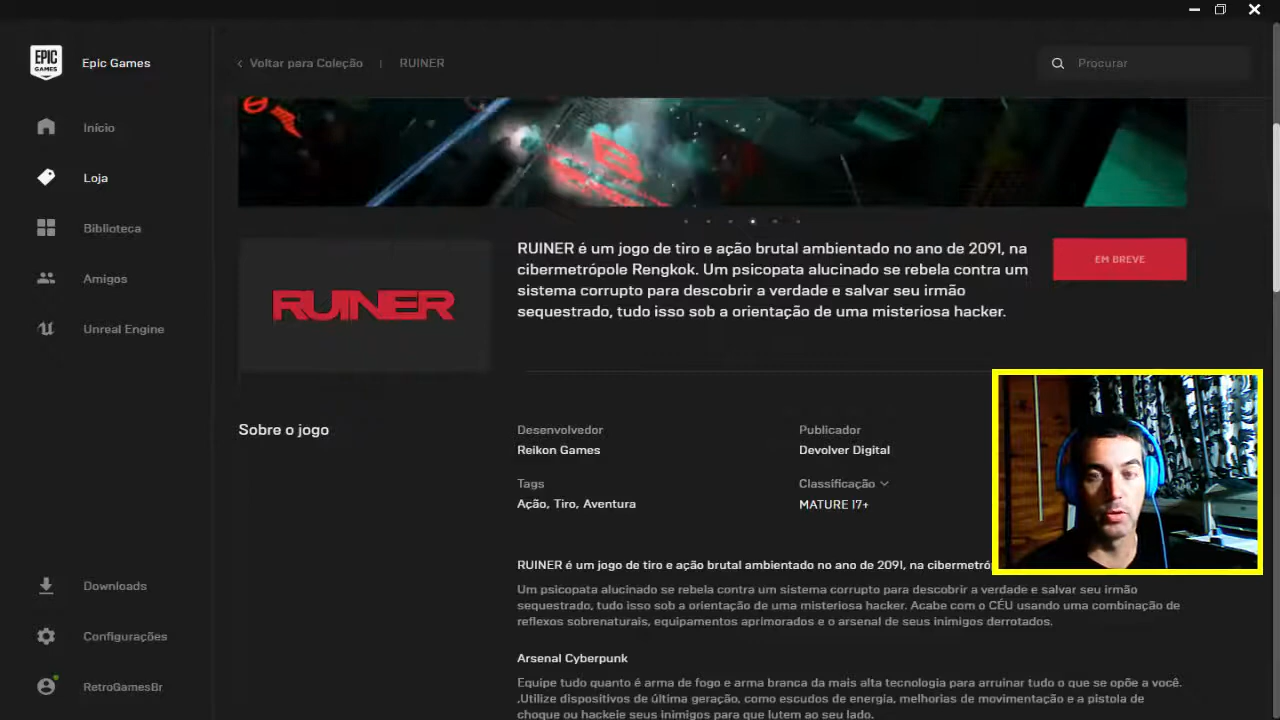 EPIC GAMES
Epic Games
Voltar para Coleção | RUINER
Procurar
Início
Loja
Biblioteca
Amigos
Unreal Engine
Downloads
Configurações
RetroGamesBr
RUINER
RUINER é um jogo de tiro e ação brutal ambientado no ano de 2091, na
cibermetrópole Rengkok. Um psicopata alucinado se rebela contra um
sistema corrupto para descobrir a verdade e salvar seu irmão
sequestrado, tudo isso sob a orientação de uma misteriosa hacker.
EM BREVE
Sobre o jogo
Desenvolvedor
Reikon Games
Publicador
Devolver Digital
Tags
Ação, Tiro, Aventura
Classificação
MATURE 17+
RUINER é um jogo de tiro e ação brutal ambientado no ano de 2091, na cibermetró
Um psicopata alucinado se rebela contra um sistema corrupto para descobrir a verdade e salvar seu irmão
sequestrado, tudo isso sob a orientação de uma misteriosa hacker. Acabe com o CÉU usando uma combinação de
reflexos sobrenaturais, equipamentos aprimorados e o arsenal de seus inimigos derrotados.
Arsenal Cyberpunk
Equipe tudo quanto é arma de fogo e arma branca da mais alta tecnologia para arruinar tudo o que se opõe a você.
,Utilize dispositivos de última geração, como escudos de energia, melhorias de movimentação e a pistola de
choque ou hackeie seus inimigos para que lutem ao seu lado.